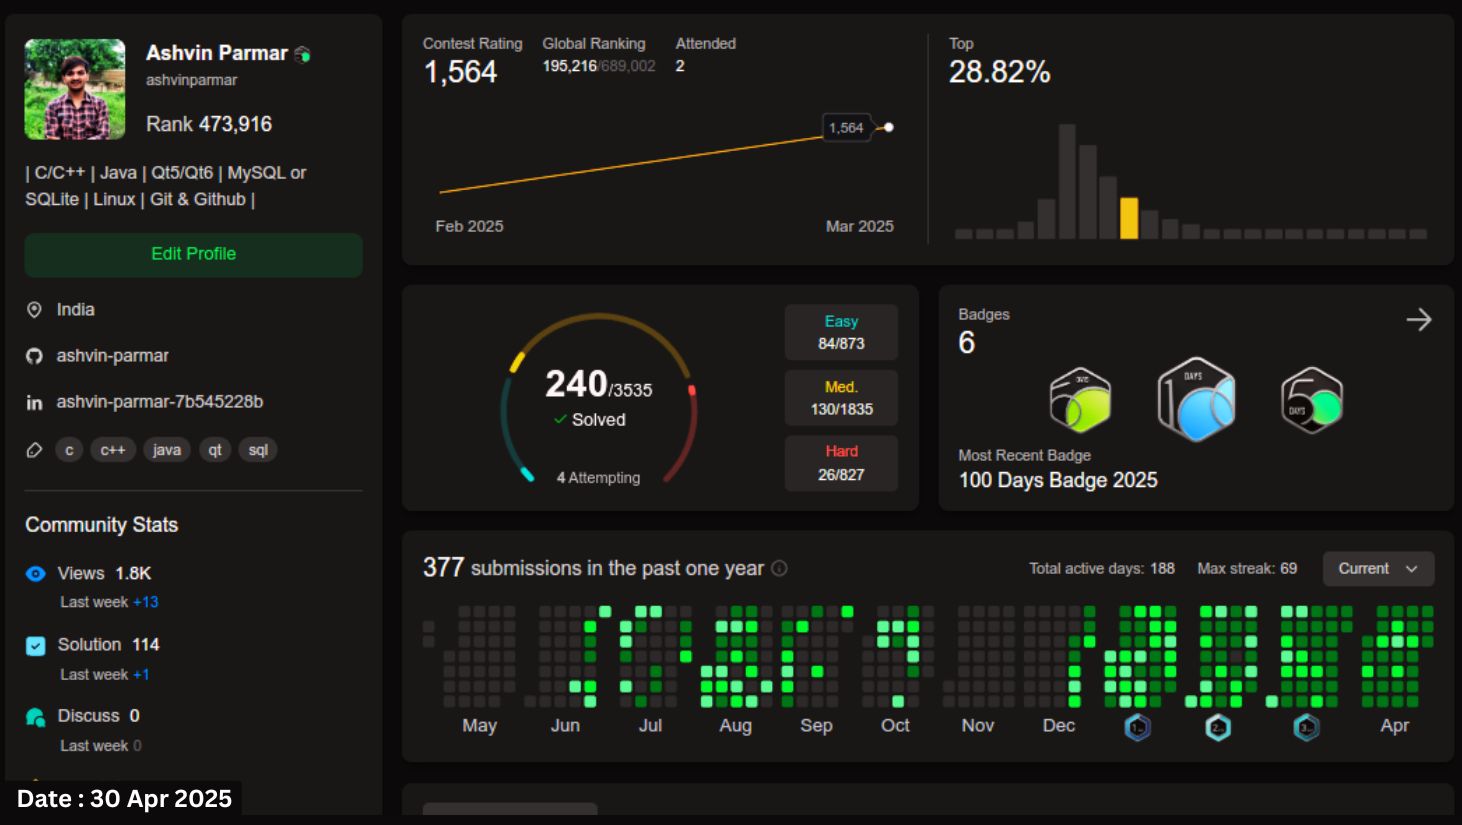 Ashvin Parmar
ashvinparmar
Rank 473,916
| C/C++ | Java | Qt5/Qt6 | MySQL or
SQLite | Linux | Git & Github |
Edit Profile
India
ashvin-parmar
ashvin-parmar-7b545228b
c c++ java qt sql
Community Stats
Views 1.8K
Last week +13
Solution 114
Last week +1
Discuss 0
Last week 0
Date : 30 Apr 2025
Contest Rating
1,564
Global Ranking
195,216/689,002
Attended
2
1,564
Feb 2025
Mar 2025
Top
28.82%
240/3535
Solved
4 Attempting
Easy
84/873
Med.
130/1835
Hard
26/827
Badges
6
DAYS
DAYS
DAYS
Most Recent Badge
100 Days Badge 2025
377 submissions in the past one year
Total active days: 188
Max streak: 69
Current
May Jun Jul Aug Sep Oct Nov Dec Apr